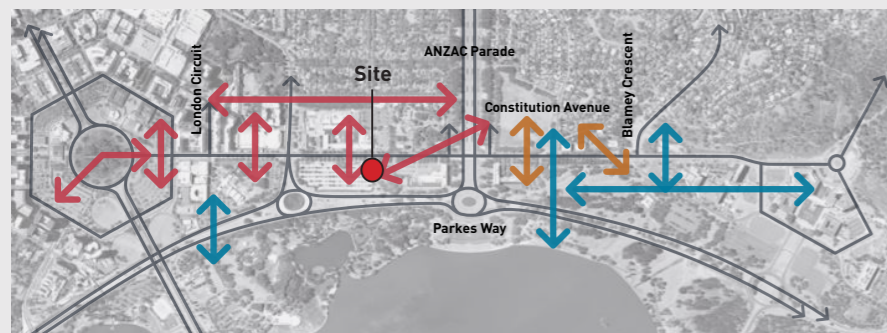 London Circuit
Site
ANZAC Parade
Constitution Avenue
Blamey Crescent
Parkes Way